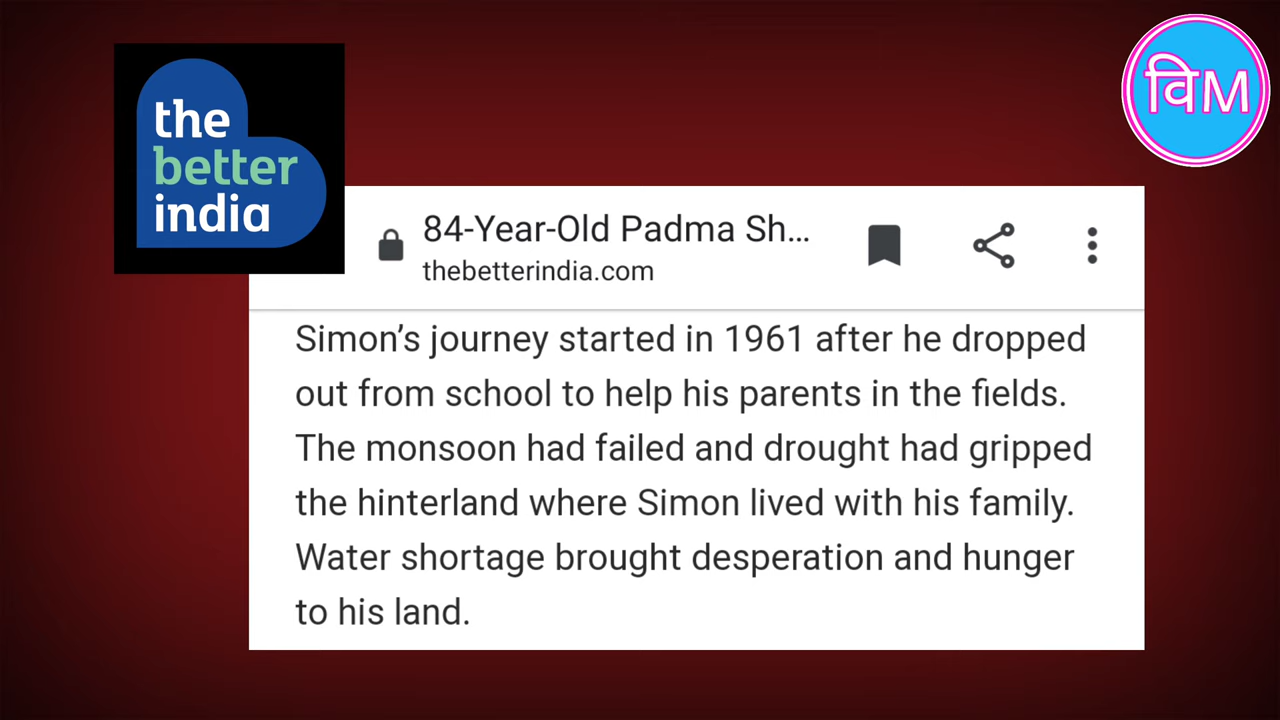 the
better
india
विM
84-Year-Old Padma Sh...
thebetterindia.com
Simon’s journey started in 1961 after he dropped
out from school to help his parents in the fields.
The monsoon had failed and drought had gripped
the hinterland where Simon lived with his family.
Water shortage brought desperation and hunger
to his land.